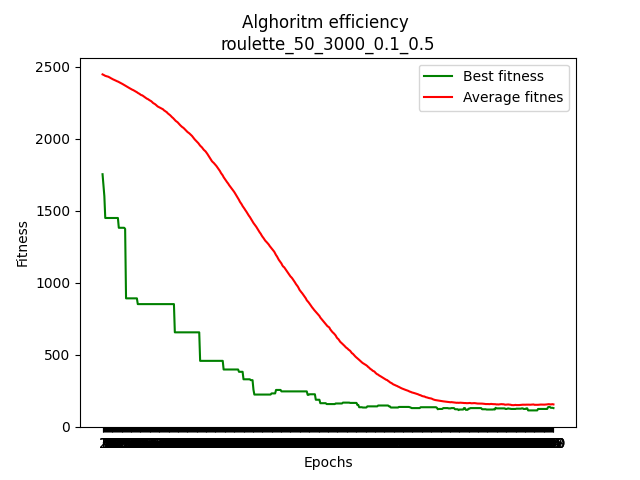 Alghoritm efficiency
roulette_50_3000_0.1_0.5
Best fitness
Average fitnes
2500
2000
1500
1000
500
0
Fitness
Epochs